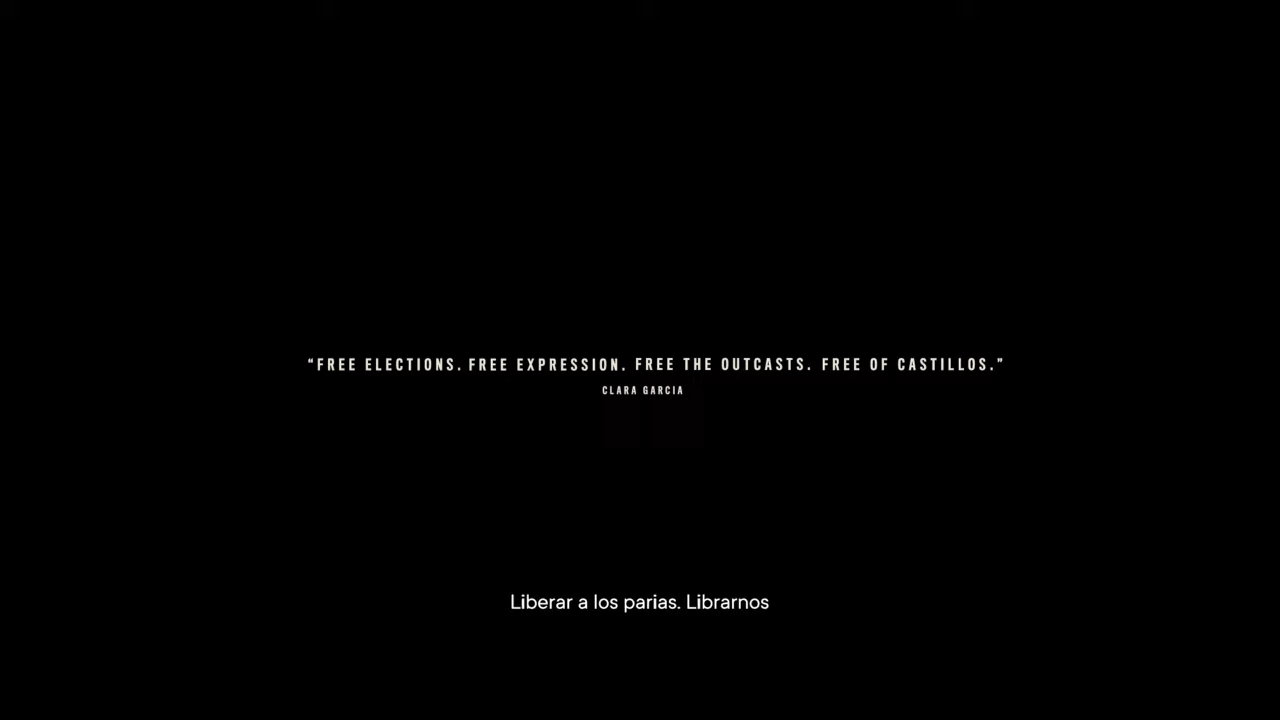 “FREE ELECTIONS. FREE EXPRESSION. FREE THE OUTCASTS. FREE OF CASTILLOS.”
CLARA GARCIA
Liberar a los parias. Librarnos